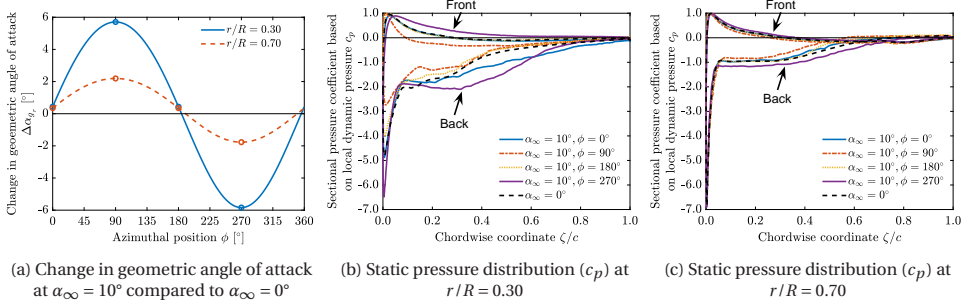 6
4
2
0
-2
-4
6
0 45 90 135 180 225 270 315 360
Azimuthal position ϕ [°]
Change in geometric angle of attack
Δα_{g_r} [°]
r/R = 0.30
r/R = 0.70
(a) Change in geometric angle of attack
at α∞ = 10° compared to α∞ = 0°
1.0
0.0
-1.0
-2.0
-3.0
-4.0
-5.0
-6.0
-7.0
0.0 0.2 0.4 0.6 0.8 1.0
Chordwise coordinate ζ/c
Sectional pressure coefficient based
on local dynamic pressure c_p
Front
Back
α∞ = 10°, ϕ = 0°
α∞ = 10°, ϕ = 90°
α∞ = 10°, ϕ = 180°
α∞ = 10°, ϕ = 270°
α∞ = 0°
(b) Static pressure distribution (c_p) at
r/R = 0.30
1.0
0.0
-1.0
-2.0
-3.0
-4.0
-5.0
-6.0
-7.0
0.0 0.2 0.4 0.6 0.8 1.0
Chordwise coordinate ζ/c
Sectional pressure coefficient based
on local dynamic pressure c_p
Front
Back
α∞ = 10°, ϕ = 0°
α∞ = 10°, ϕ = 90°
α∞ = 10°, ϕ = 180°
α∞ = 10°, ϕ = 270°
α∞ = 0°
(c) Static pressure distribution (c_p) at
r/R = 0.70